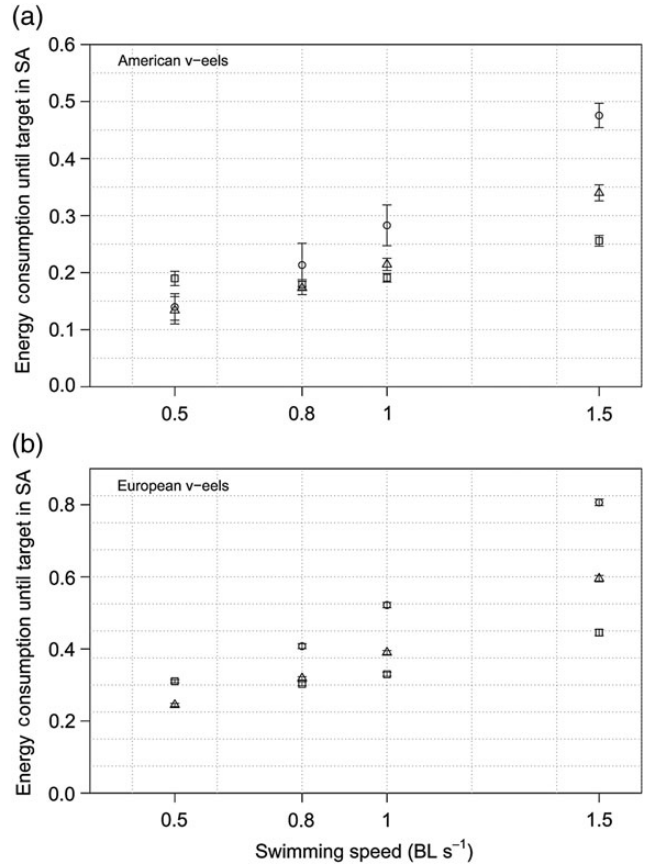 (a)
Energy consumption until target in SA
0.6
0.5
0.4
0.3
0.2
0.1
0.0
American v−eels
0.5 0.8 1 1.5
(b)
Energy consumption until target in SA
0.8
0.6
0.4
0.2
0.0
European v−eels
0.5 0.8 1 1.5
Swimming speed (BL s⁻¹)